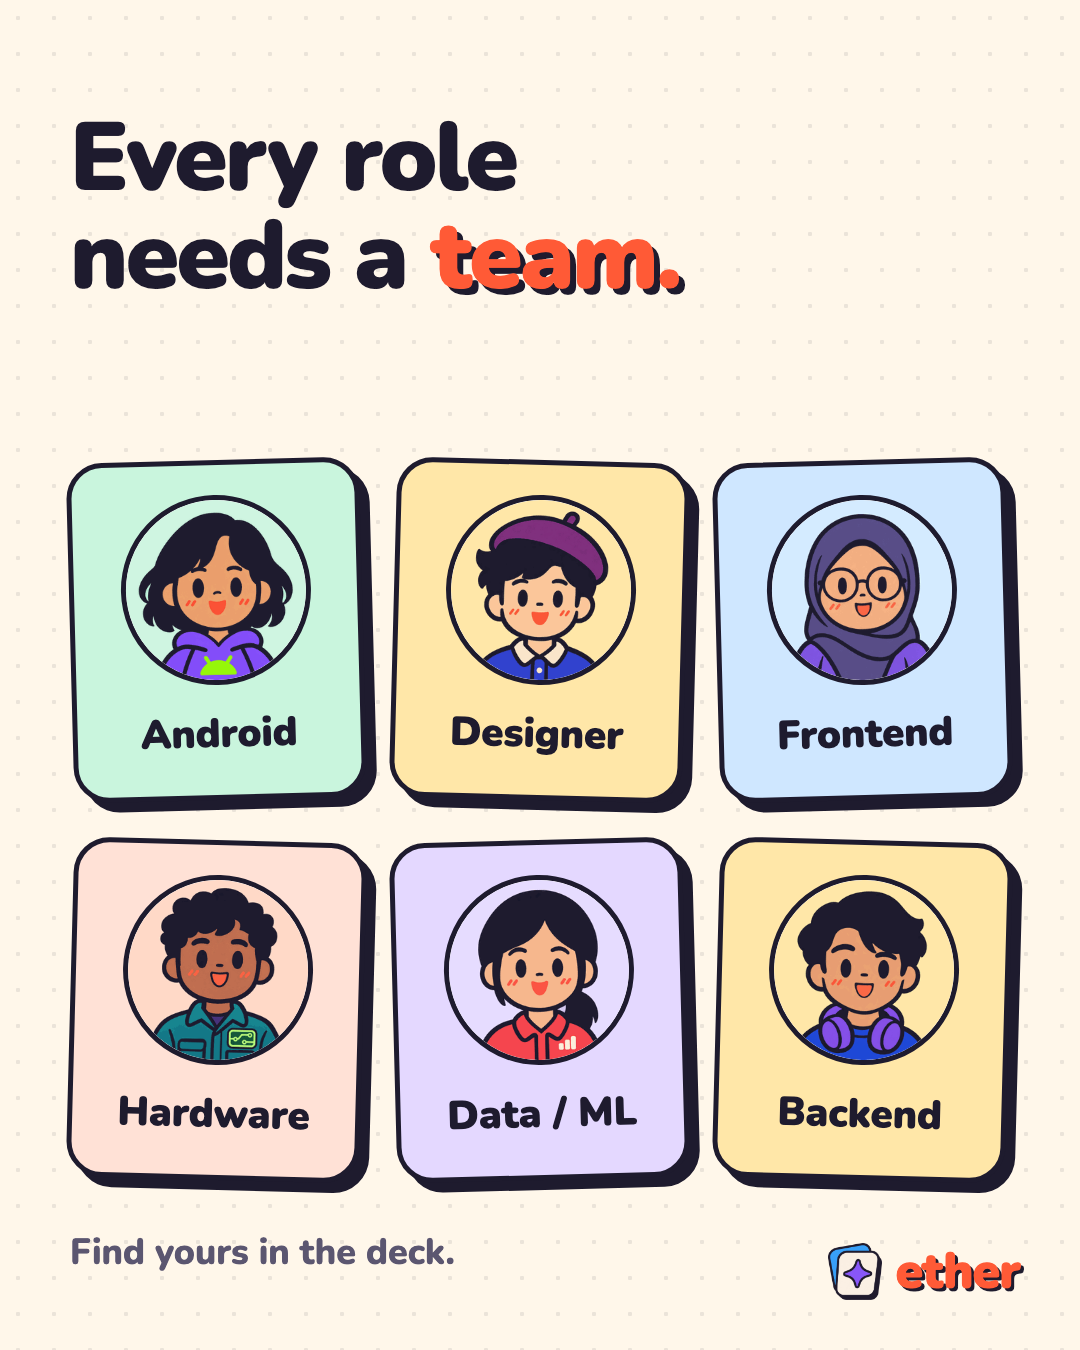 Every role
needs a team.
Android
Designer
Frontend
Hardware
Data / ML
Backend
Find yours in the deck.
ether